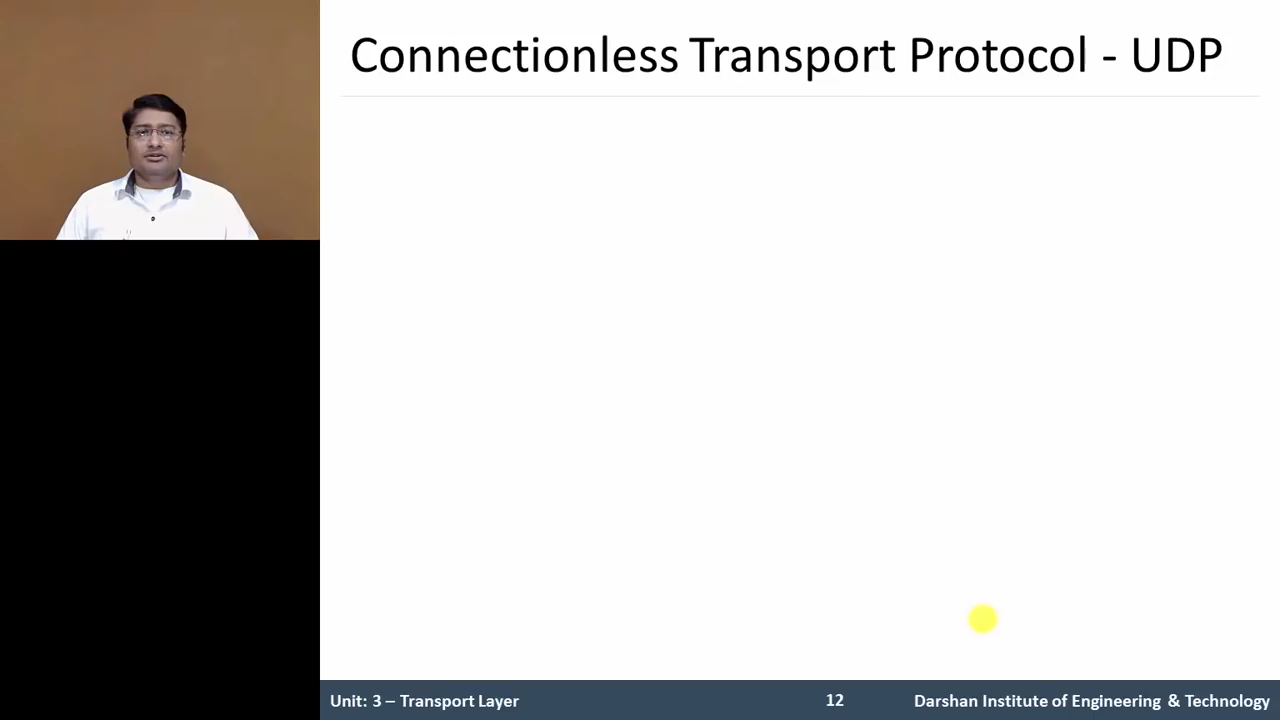 Connectionless Transport Protocol - UDP
Unit: 3 – Transport Layer
12
Darshan Institute of Engineering & Technology